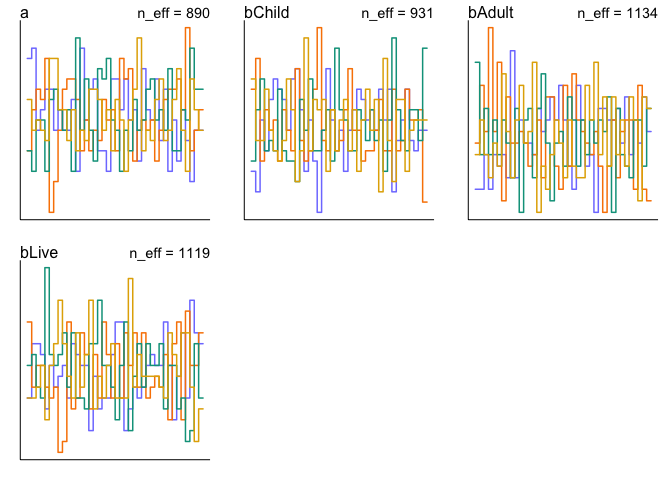 a n_eff = 890
bChild n_eff = 931
bAdult n_eff = 1134
bLive n_eff = 1119